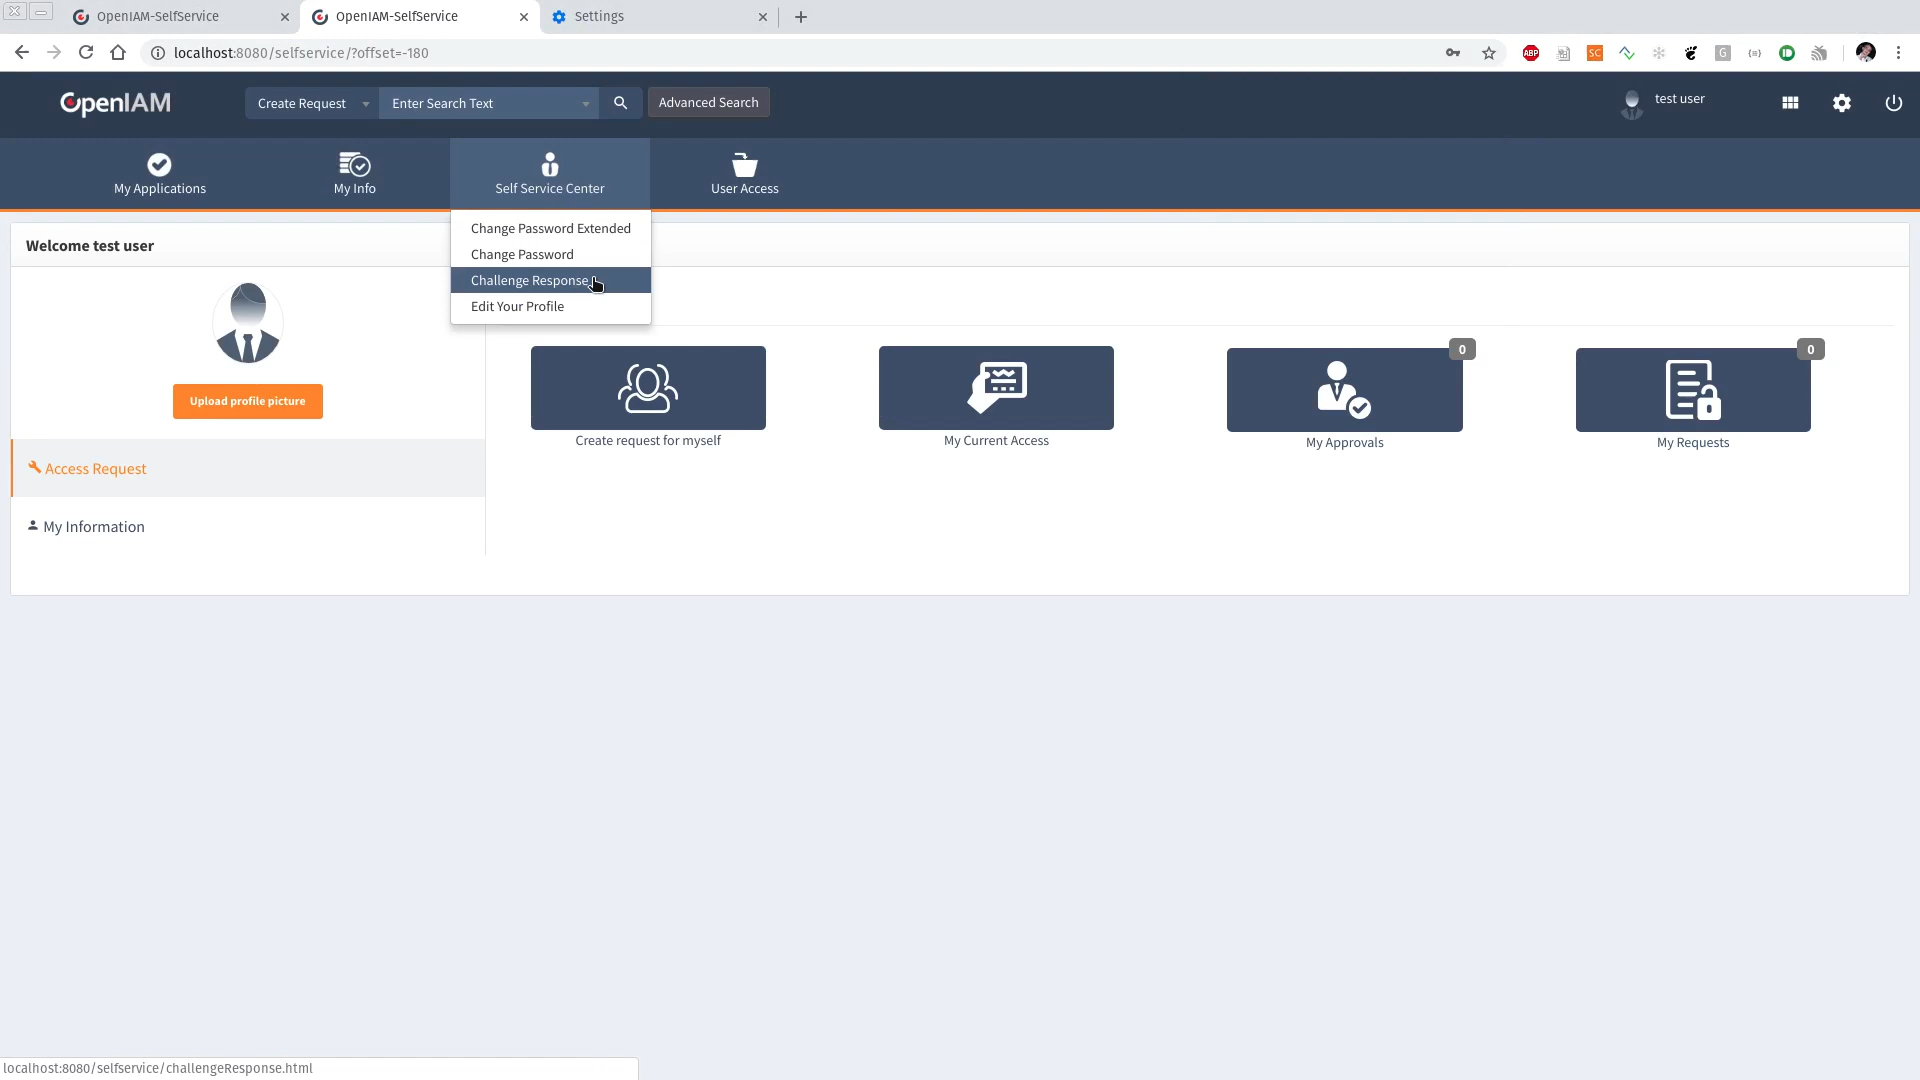 OpenIAM-SelfService
OpenIAM-SelfService
Settings
localhost:8080/selfservice/?offset=-180
ABP
SC
G
OpenIAM
Create Request
Enter Search Text
Advanced Search
test user
My Applications
My Info
Self Service Center
User Access
Change Password Extended
Change Password
Challenge Response
Edit Your Profile
Welcome test user
Upload profile picture
Access Request
My Information
0
0
Create request for myself
My Current Access
My Approvals
My Requests
localhost:8080/selfservice/challengeResponse.html